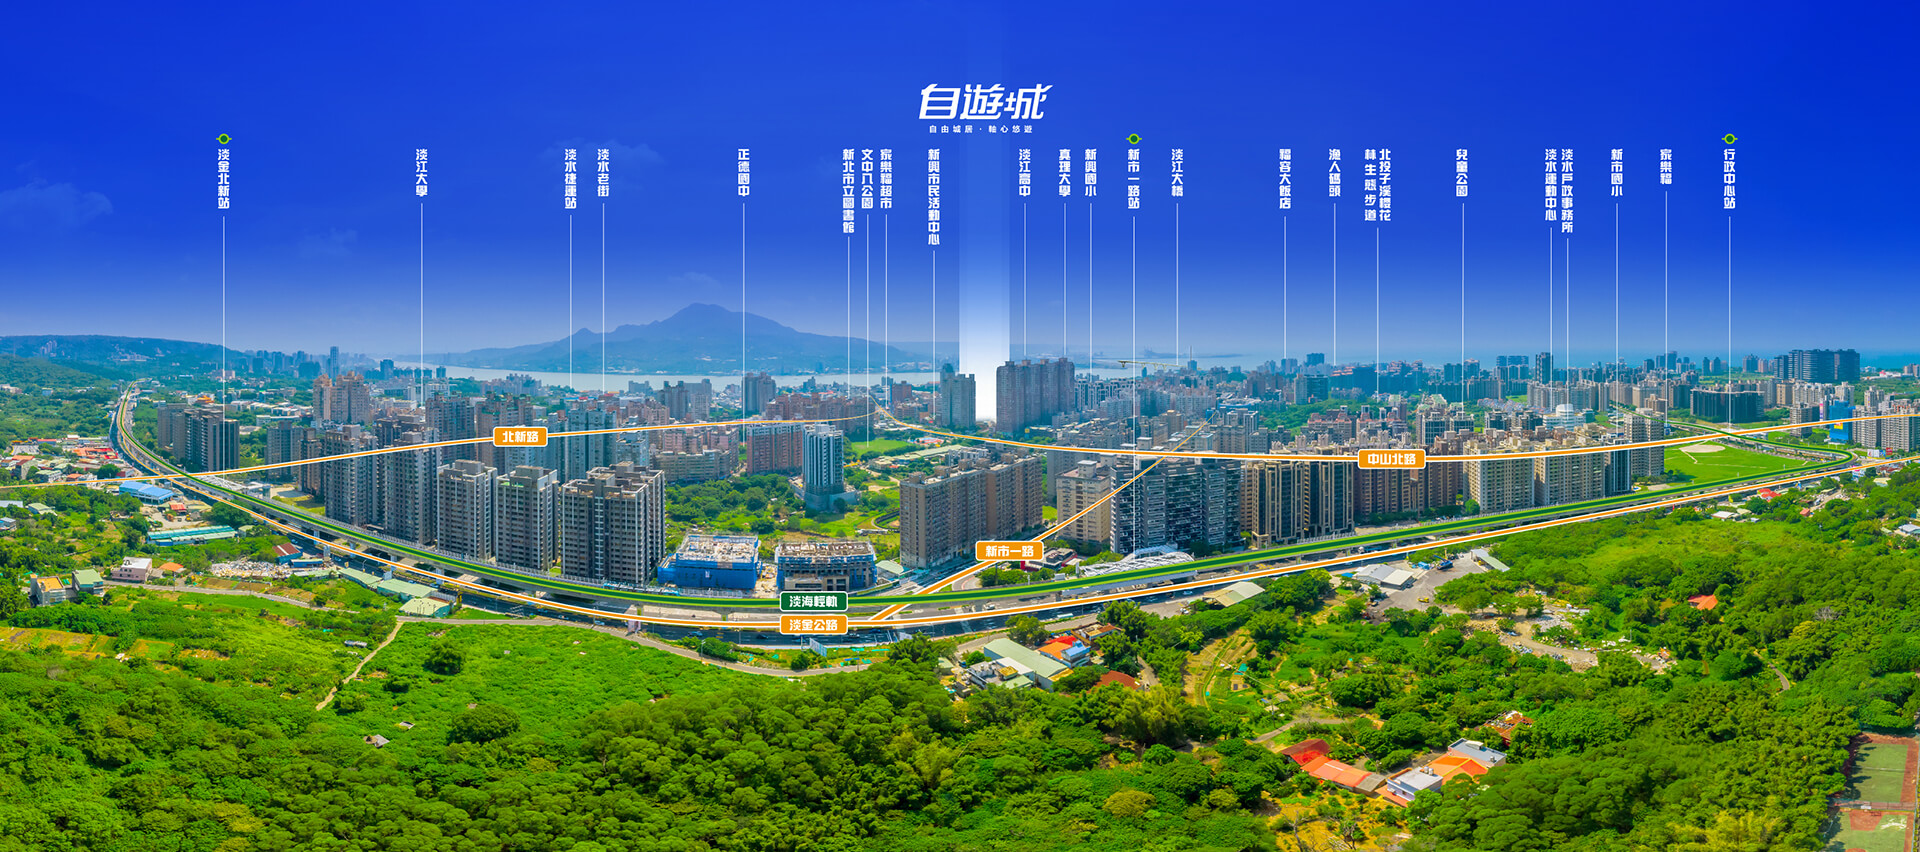 自遊城
自由城居・軸心悠遊
淡金北新站
淡江大學
淡水捷運站
淡水老街
正德國中
新北市立圖書館
文中八公園
家樂福超市
新興市民活動中心
淡江高中
真理大學
新興國小
新市一路站
淡江大橋
福容大飯店
漁人碼頭
北投子溪櫻花
林生態步道
兒童公園
淡水運動中心
淡水戶政事務所
新市國小
家樂福
行政中心站
北新路
中山北路
新市一路
淡海輕軌
淡金公路